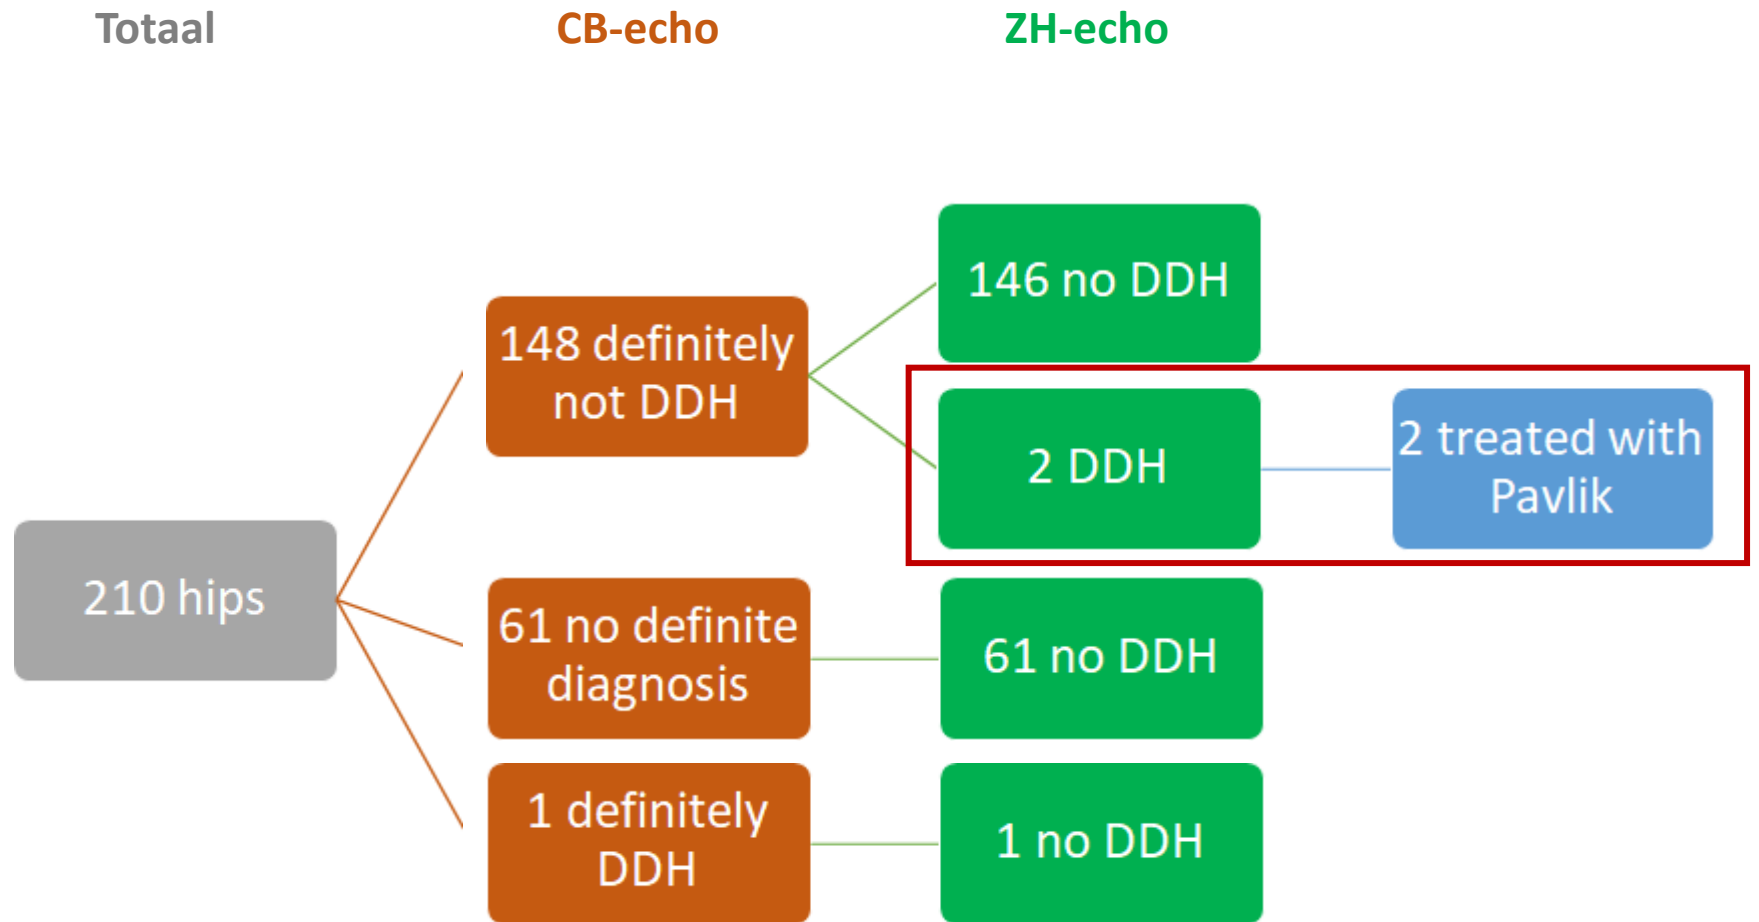 Totaal
CB-echo
ZH-echo
210 hips
148 definitely
not DDH
61 no definite
diagnosis
1 definitely
DDH
146 no DDH
2 DDH
61 no DDH
1 no DDH
2 treated with
Pavlik